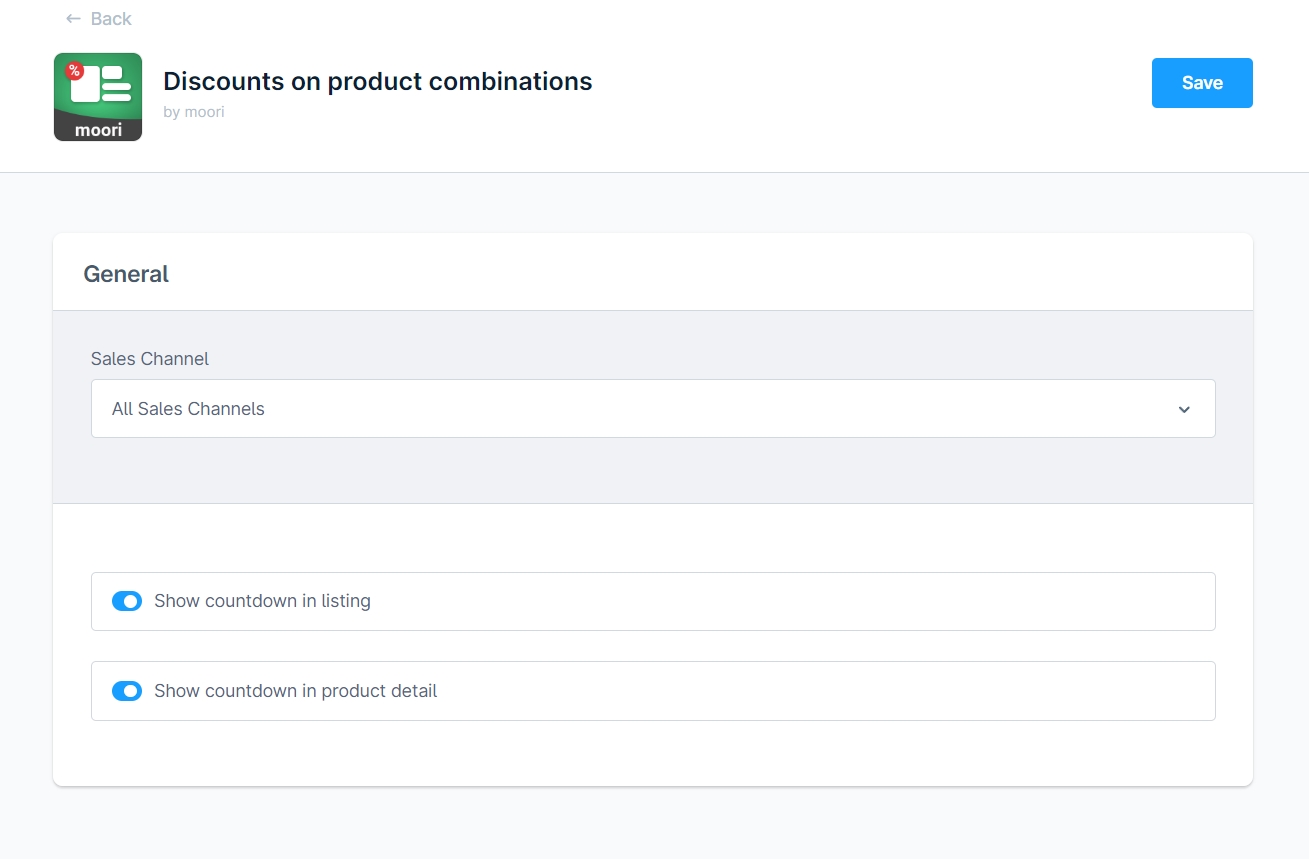 ← Back
%
moori
Discounts on product combinations
by moori
Save
General
Sales Channel
All Sales Channels
Show countdown in listing
Show countdown in product detail